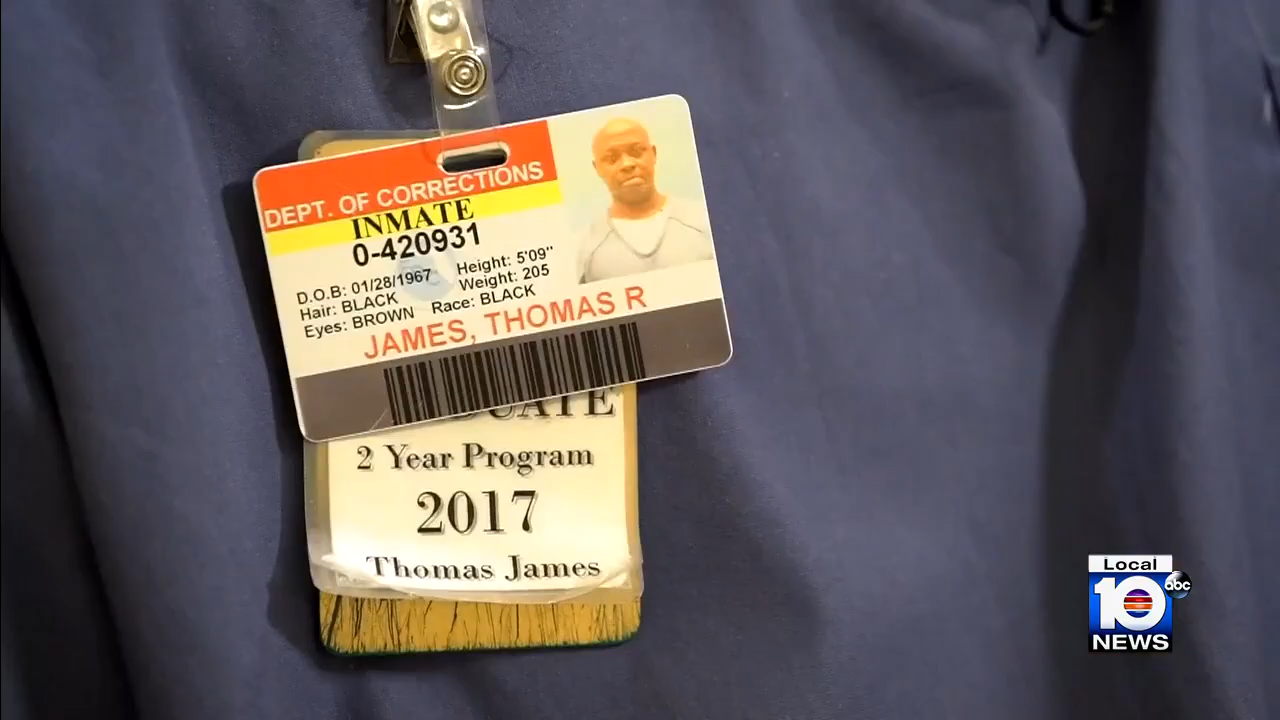 DEPT. OF CORRECTIONS
INMATE
0-420931
D.O.B: 01/28/1967 Height: 5'09"
Hair: BLACK Weight: 205
Eyes: BROWN Race: BLACK
JAMES, THOMAS R
UATE
2 Year Program
2017
Thomas James
Local
10 abc
NEWS